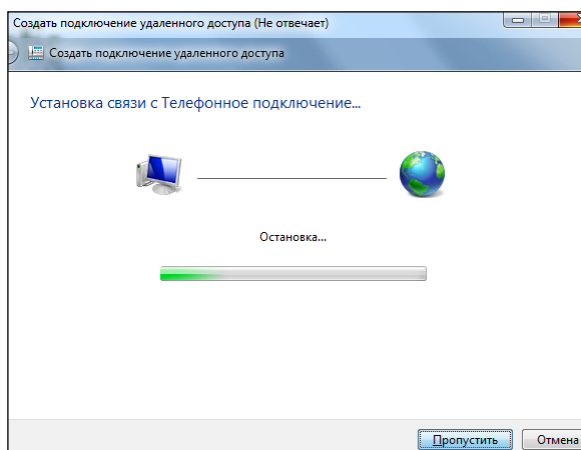 Создать подключение удаленного доступа (Не отвечает)
Создать подключение удаленного доступа
Установка связи с Телефонное подключение...
Остановка...
Пропустить
Отмена